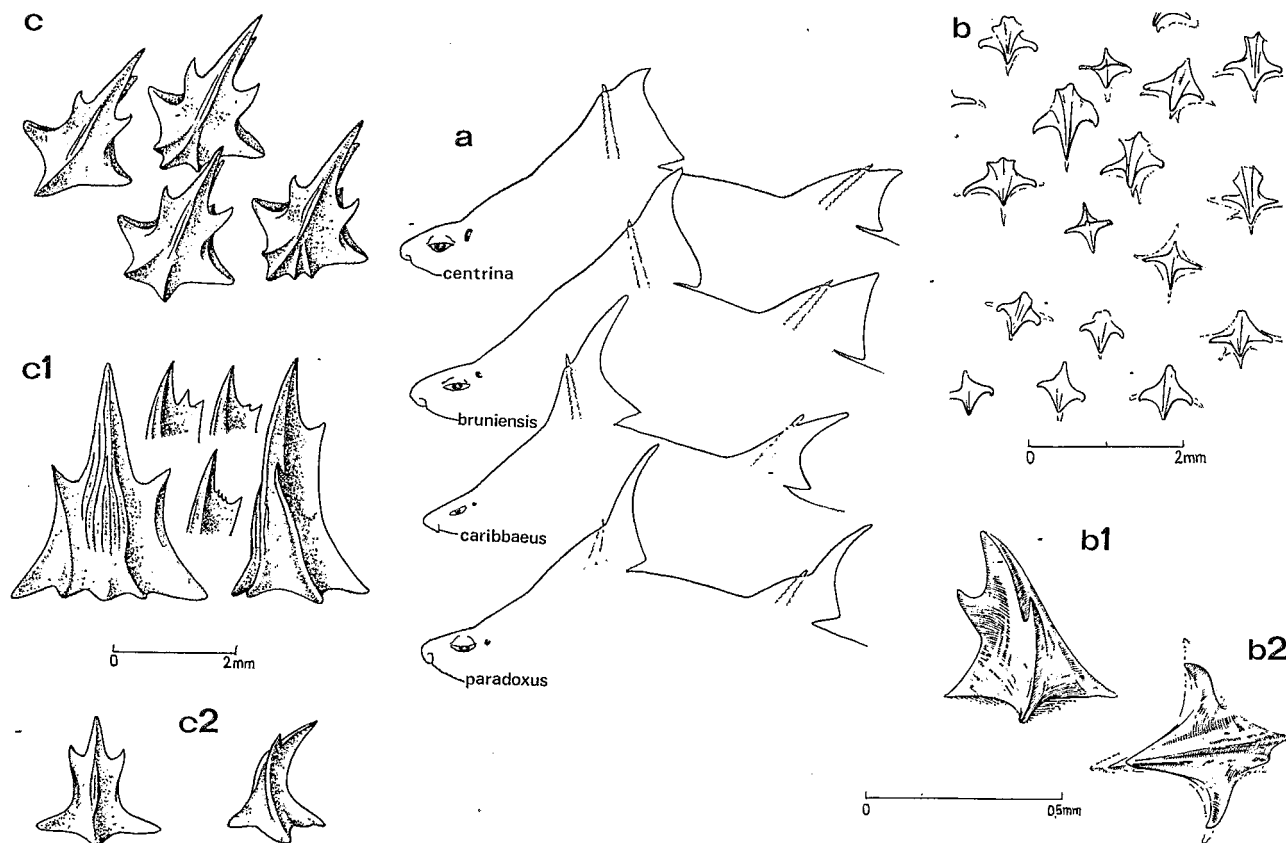 c
a
b
centrina
bruniensis
caribbaeus
paradoxus
c1
0 2mm
c2
0 2mm
b1
b2
0 0.5mm